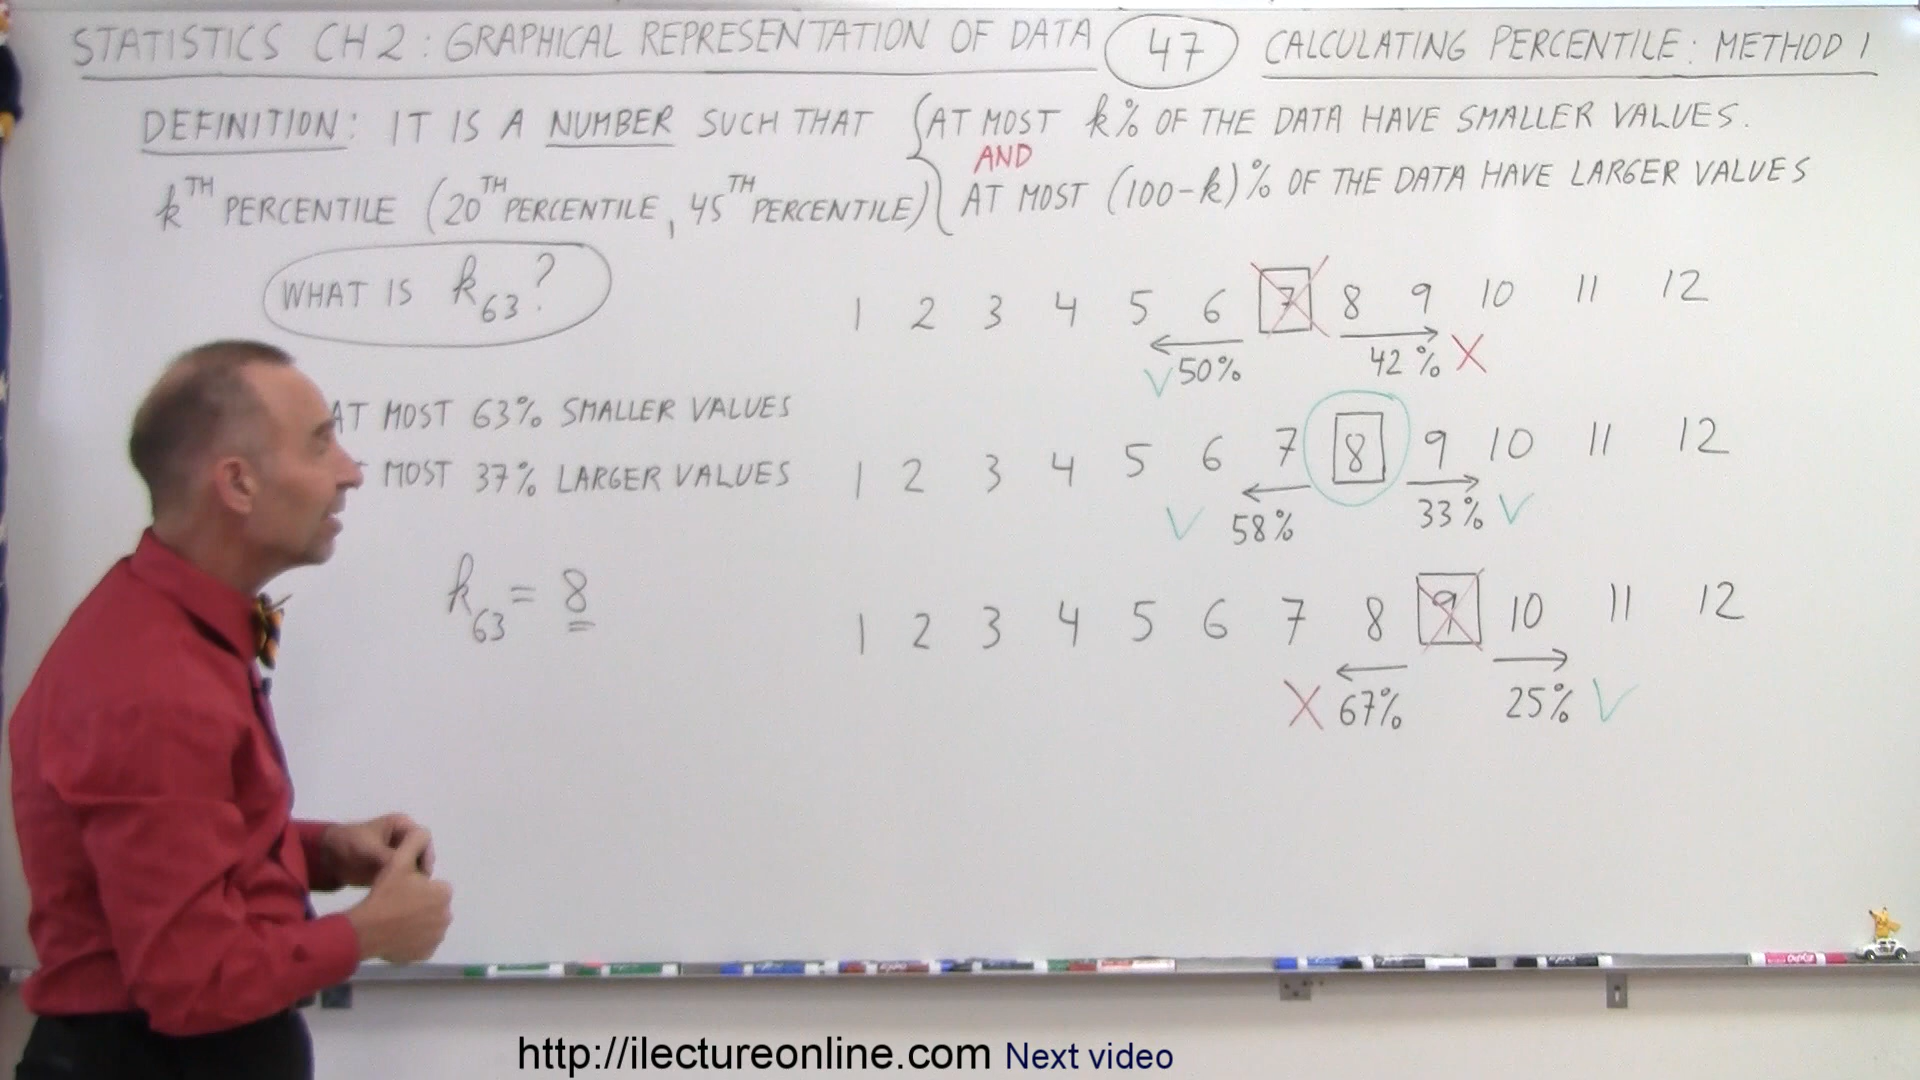 STATISTICS CH 2: GRAPHICAL REPRESENTATION OF DATA 47 CALCULATING PERCENTILE: METHOD 1
DEFINITION: IT IS A NUMBER SUCH THAT { AT MOST k% OF THE DATA HAVE SMALLER VALUES.
AND
kTH PERCENTILE (20TH PERCENTILE, 45TH PERCENTILE) AT MOST (100-k)% OF THE DATA HAVE LARGER VALUES
WHAT IS k63?
1 2 3 4 5 6 7 8 9 10 11 12
√ 50% 42% X
AT MOST 63% SMALLER VALUES
MOST 37% LARGER VALUES
1 2 3 4 5 6 7 8 9 10 11 12
√ 58% 33% √
k63 = 8
1 2 3 4 5 6 7 8 9 10 11 12
X 67% 25% √
http://ilectureonline.com Next video